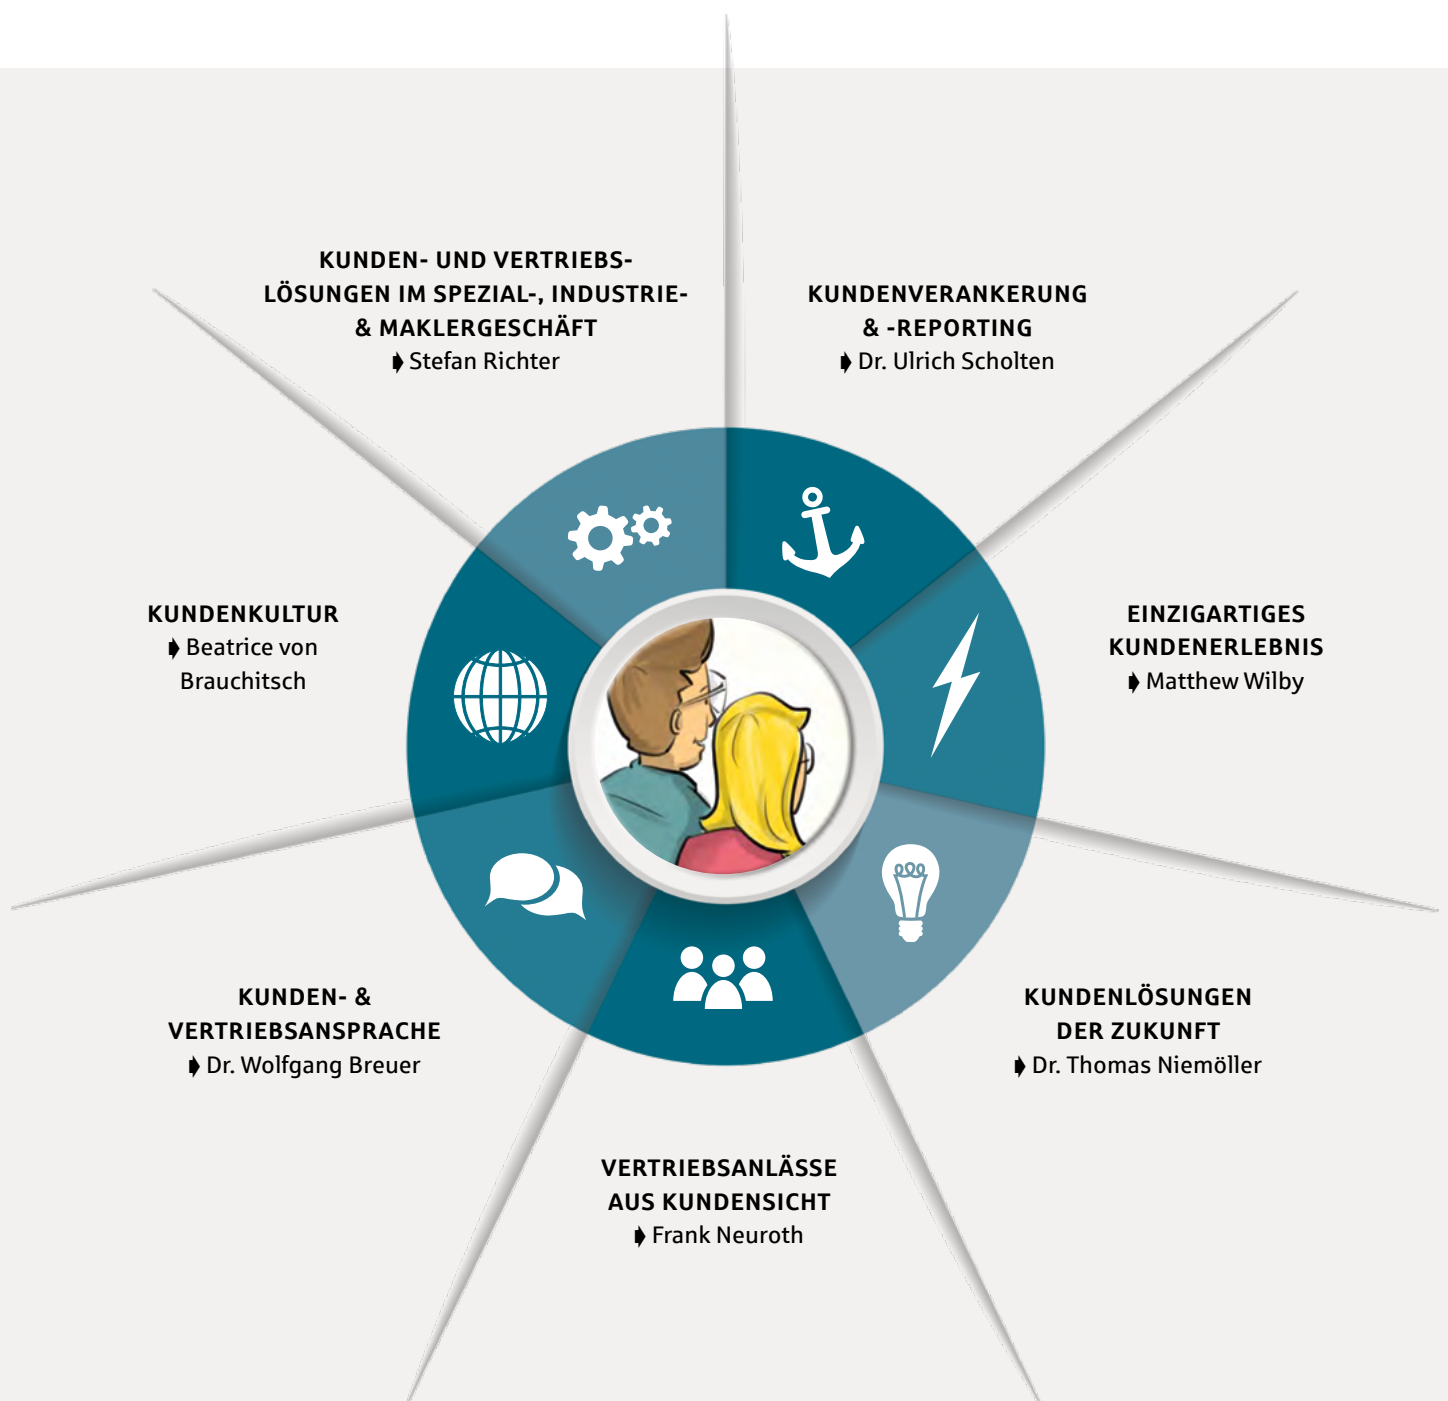 KUNDEN- UND VERTRIEBS-
LÖSUNGEN IM SPEZIAL-, INDUSTRIE-
& MAKLERGESCHÄFT
➧ Stefan Richter
KUNDENVERANKERUNG
& -REPORTING
➧ Dr. Ulrich Scholten
KUNDENKULTUR
➧ Beatrice von
Brauchitsch
EINZIGARTIGES
KUNDENERLEBNIS
➧ Matthew Wilby
KUNDEN- &
VERTRIEBSANSPRACHE
➧ Dr. Wolfgang Breuer
KUNDENLÖSUNGEN
DER ZUKUNFT
➧ Dr. Thomas Niemöller
VERTRIEBSANLÄSSE
AUS KUNDENSICHT
➧ Frank Neuroth